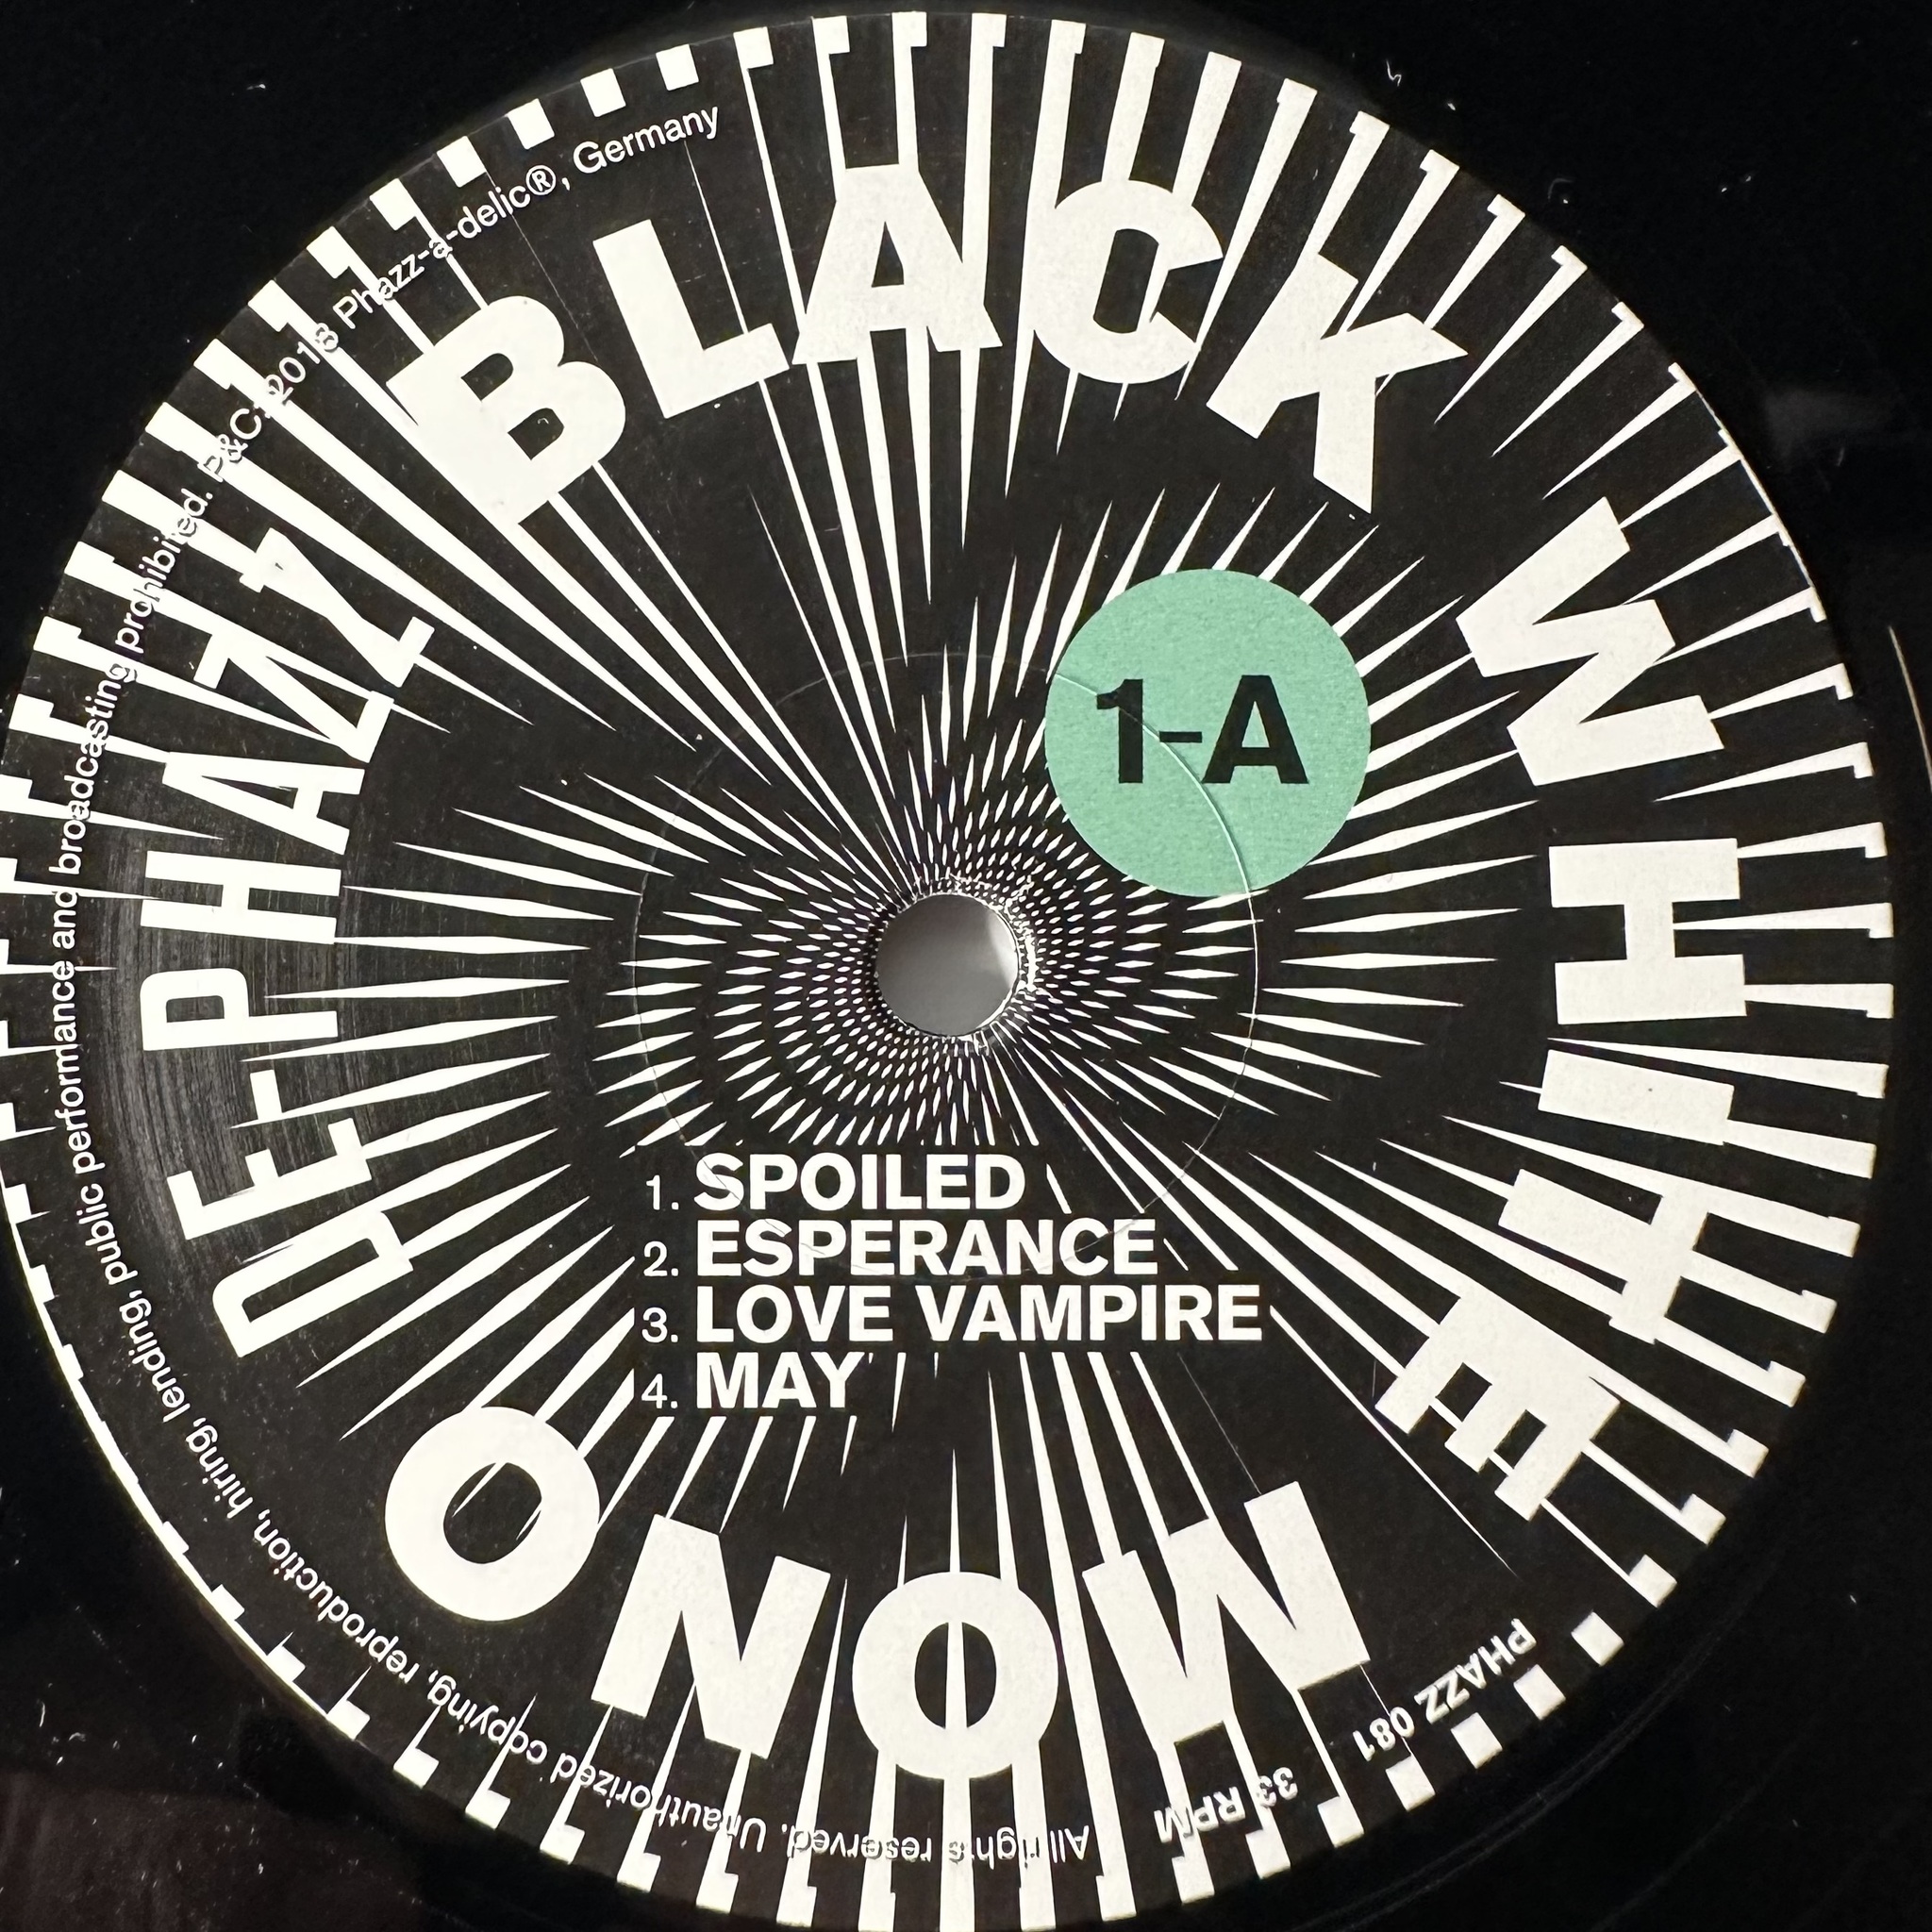 DE-PHAZZ
BLACK WHITE MONO
1-A
1. SPOILED
2. ESPERANCE
3. LOVE VAMPIRE
4. MAY
PHAZZ 081
33 RPM
All rights reserved. Unauthorized copying, reproduction, hiring, lending, public performance and broadcasting prohibited. P&C: 2018 Phazz-a-delic®, Germany